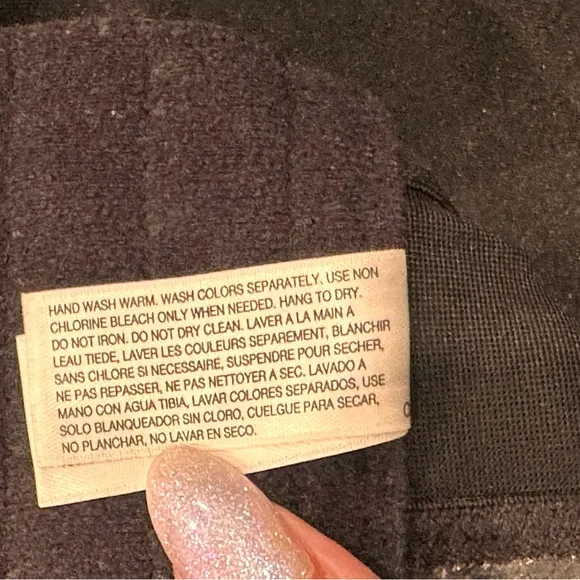 HAND WASH WARM. WASH COLORS SEPARATELY. USE NON
CHLORINE BLEACH ONLY WHEN NEEDED. HANG TO DRY.
DO NOT IRON. DO NOT DRY CLEAN. LAVER A LA MAIN A
LEAU TIEDE, LAVER LES COULEURS SEPAREMENT, BLANCHIR
SANS CHLORE SI NECESSAIRE, SUSPENDRE POUR SECHER,
NE PAS REPASSER, NE PAS NETTOYER A SEC. LAVADO A
MANO CON AGUA TIBIA, LAVAR COLORES SEPARADOS, USE
SOLO BLANQUEADOR SIN CLORO, CUELGUE PARA SECAR,
NO PLANCHAR, NO LAVAR EN SECO.